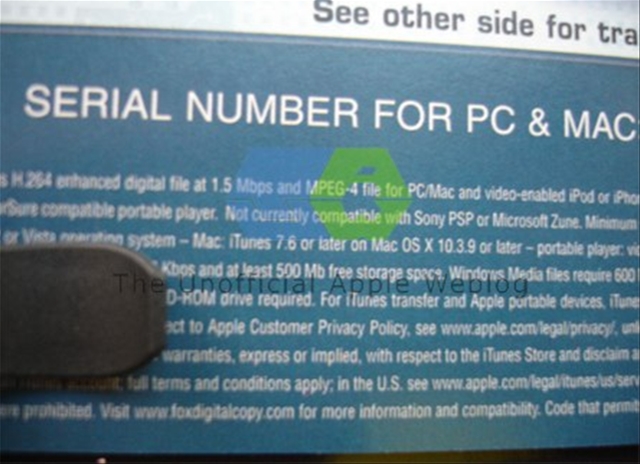 See other side for tra
SERIAL NUMBER FOR PC & MAC
s H.264 enhanced digital file at 1.5 Mbps and MPEG-4 file for PC/Mac and video-enabled iPod or iPho
rSure compatible portable player. Not currently compatible with Sony PSP or Microsoft Zune. Minimum
or Vista operating system – Mac: iTunes 7.6 or later on Mac OS X 10.3.9 or later – portable player: vi
Kbps and at least 500 Mb free storage specs. Windows Media files require 600
The Unofficial Apple Weblog
D-ROM drive required. For iTunes transfer and Apple portable devices, iTune
ect to Apple Customer Privacy Policy, see www.apple.com/legal/privacy/, un
warranties, express or implied, with respect to the iTunes Store and disclaim a
account; full terms and conditions apply; in the U.S. see www.apple.com/legal/itunes/us/serv
ere prohibited. Visit www.foxdigitalcopy.com for more information and compatibility. Code that perm